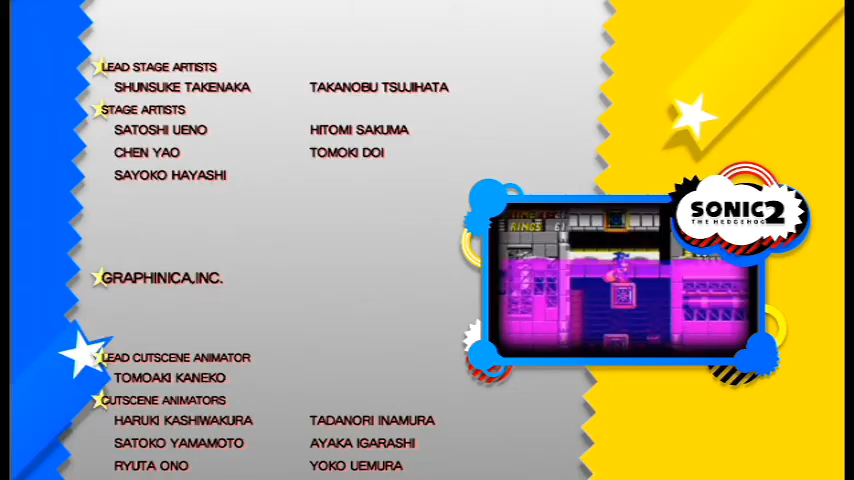 LEAD STAGE ARTISTS
SHUNSUKE TAKENAKA TAKANOBU TSUJIHATA
STAGE ARTISTS
SATOSHI UENO HITOMI SAKUMA
CHEN YAO TOMOKI DOI
SAYOKO HAYASHI
GRAPHINICA,INC.
LEAD CUTSCENE ANIMATOR
TOMOAKI KANEKO
CUTSCENE ANIMATORS
HARUKI KASHIWAKURA TADANORI INAMURA
SATOKO YAMAMOTO AYAKA IGARASHI
RYUTA ONO YOKO UEMURA
SONIC 2
THE HEDGEHOG
RINGS 61